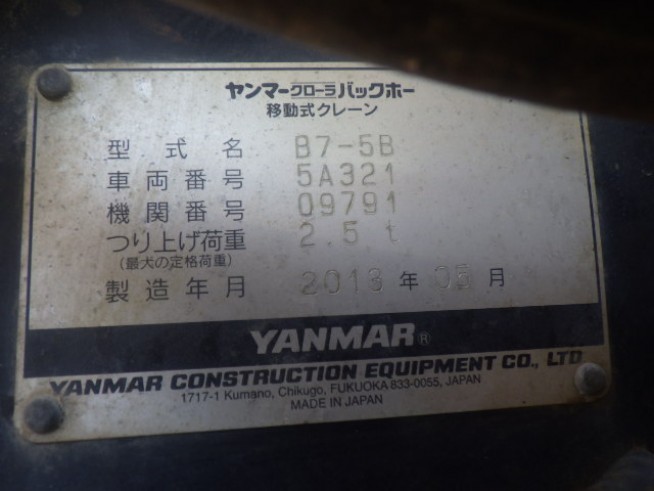 ヤンマークローラバックホー
移動式クレーン
型式名 B7-5B
車両番号 5A321
機関番号 09791
つり上げ荷重 2.5 t
(最大の定格荷重)
製造年月 2013 年 05 月
YANMAR®
YANMAR CONSTRUCTION EQUIPMENT CO., LTD
1717-1 Kumano, Chikugo, FUKUOKA 833-0055, JAPAN
MADE IN JAPAN